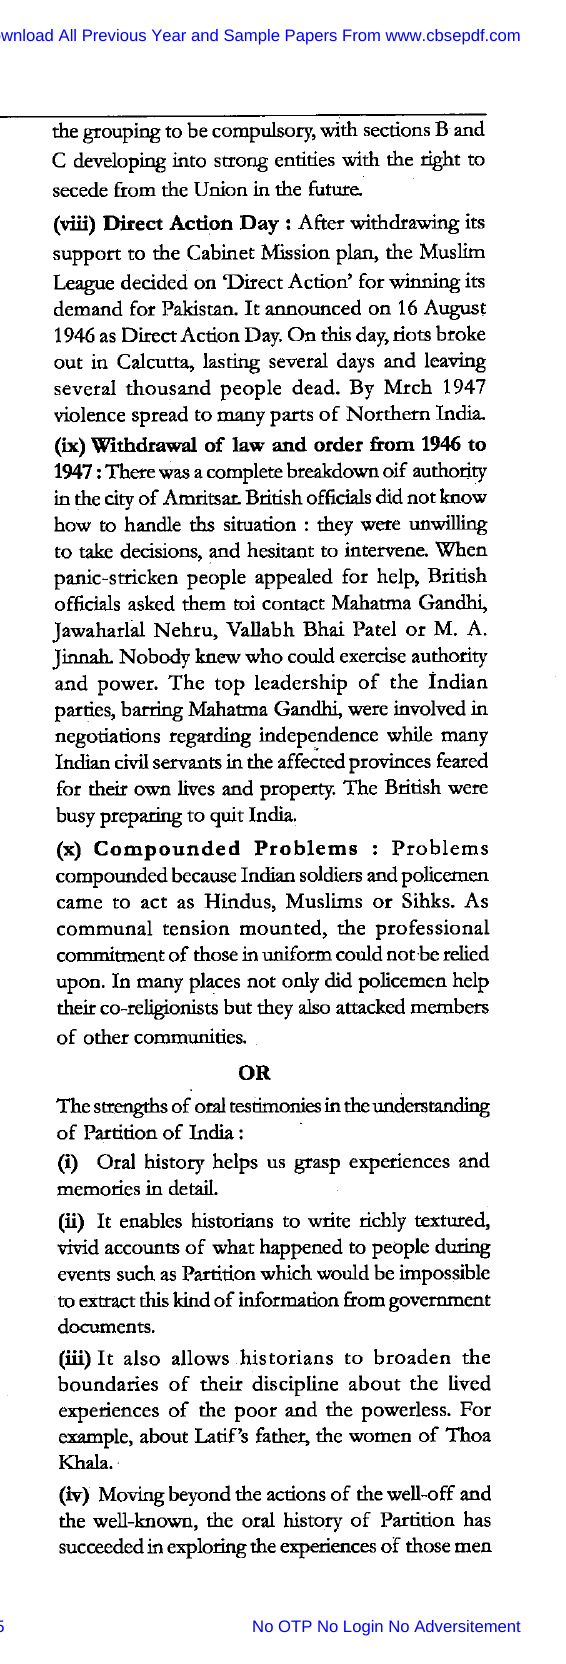 wnload All Previous Year and Sample Papers From www.cbsepdf.com
the grouping to be compulsory, with sections B and
C developing into strong entities with the right to
secede from the Union in the future.
(viii) Direct Action Day : After withdrawing its
support to the Cabinet Mission plan, the Muslim
League decided on 'Direct Action' for winning its
demand for Pakistan. It announced on 16 August
1946 as Direct Action Day. On this day, riots broke
out in Calcutta, lasting several days and leaving
several thousand people dead. By Mrch 1947
violence spread to many parts of Northern India.
(ix) Withdrawal of law and order from 1946 to
1947 : There was a complete breakdown oif authority
in the city of Amritsar. British officials did not know
how to handle ths situation : they were unwilling
to take decisions, and hesitant to intervene. When
panic-stricken people appealed for help, British
officials asked them toi contact Mahatma Gandhi,
Jawaharlal Nehru, Vallabh Bhai Patel or M. A.
Jinnah. Nobody knew who could exercise authority
and power. The top leadership of the Indian
parties, barring Mahatma Gandhi, were involved in
negotiations regarding independence while many
Indian civil servants in the affected provinces feared
for their own lives and property. The British were
busy preparing to quit India.
(x) Compounded Problems : Problems
compounded because Indian soldiers and policemen
came to act as Hindus, Muslims or Sihks. As
communal tension mounted, the professional
commitment of those in uniform could not be relied
upon. In many places not only did policemen help
their co-religionists but they also attacked members
of other communities.
OR
The strengths of oral testimonies in the understanding
of Partition of India :
(i) Oral history helps us grasp experiences and
memories in detail.
(ii) It enables historians to write richly textured,
vivid accounts of what happened to people during
events such as Partition which would be impossible
to extract this kind of information from government
documents.
(iii) It also allows historians to broaden the
boundaries of their discipline about the lived
experiences of the poor and the powerless. For
example, about Latif's father, the women of Thoa
Khala.
(iv) Moving beyond the actions of the well-off and
the well-known, the oral history of Partition has
succeeded in exploring the experiences of those men
5
No OTP No Login No Adversitement